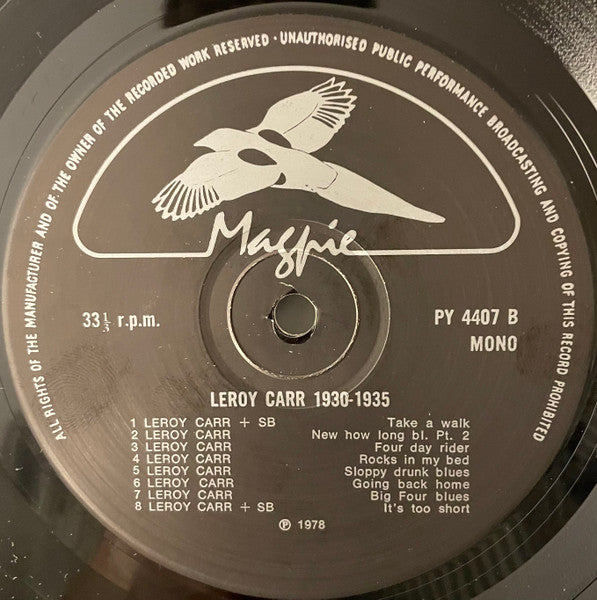 ALL RIGHTS OF THE MANUFACTURER AND OF THE OWNER OF THE RECORDED WORK RESERVED · UNAUTHORISED PUBLIC PERFORMANCE BROADCASTING AND COPYING OF THIS RECORD PROHIBITED
Magpie
33 1/3 r.p.m.
PY 4407 B
MONO
LEROY CARR 1930-1935
1 LEROY CARR + SB Take a walk
2 LEROY CARR New how long bl. Pt. 2
3 LEROY CARR Four day rider
4 LEROY CARR Rocks in my bed
5 LEROY CARR Sloppy drunk blues
6 LEROY CARR Going back home
7 LEROY CARR Big Four blues
8 LEROY CARR + SB It's too short
℗ 1978